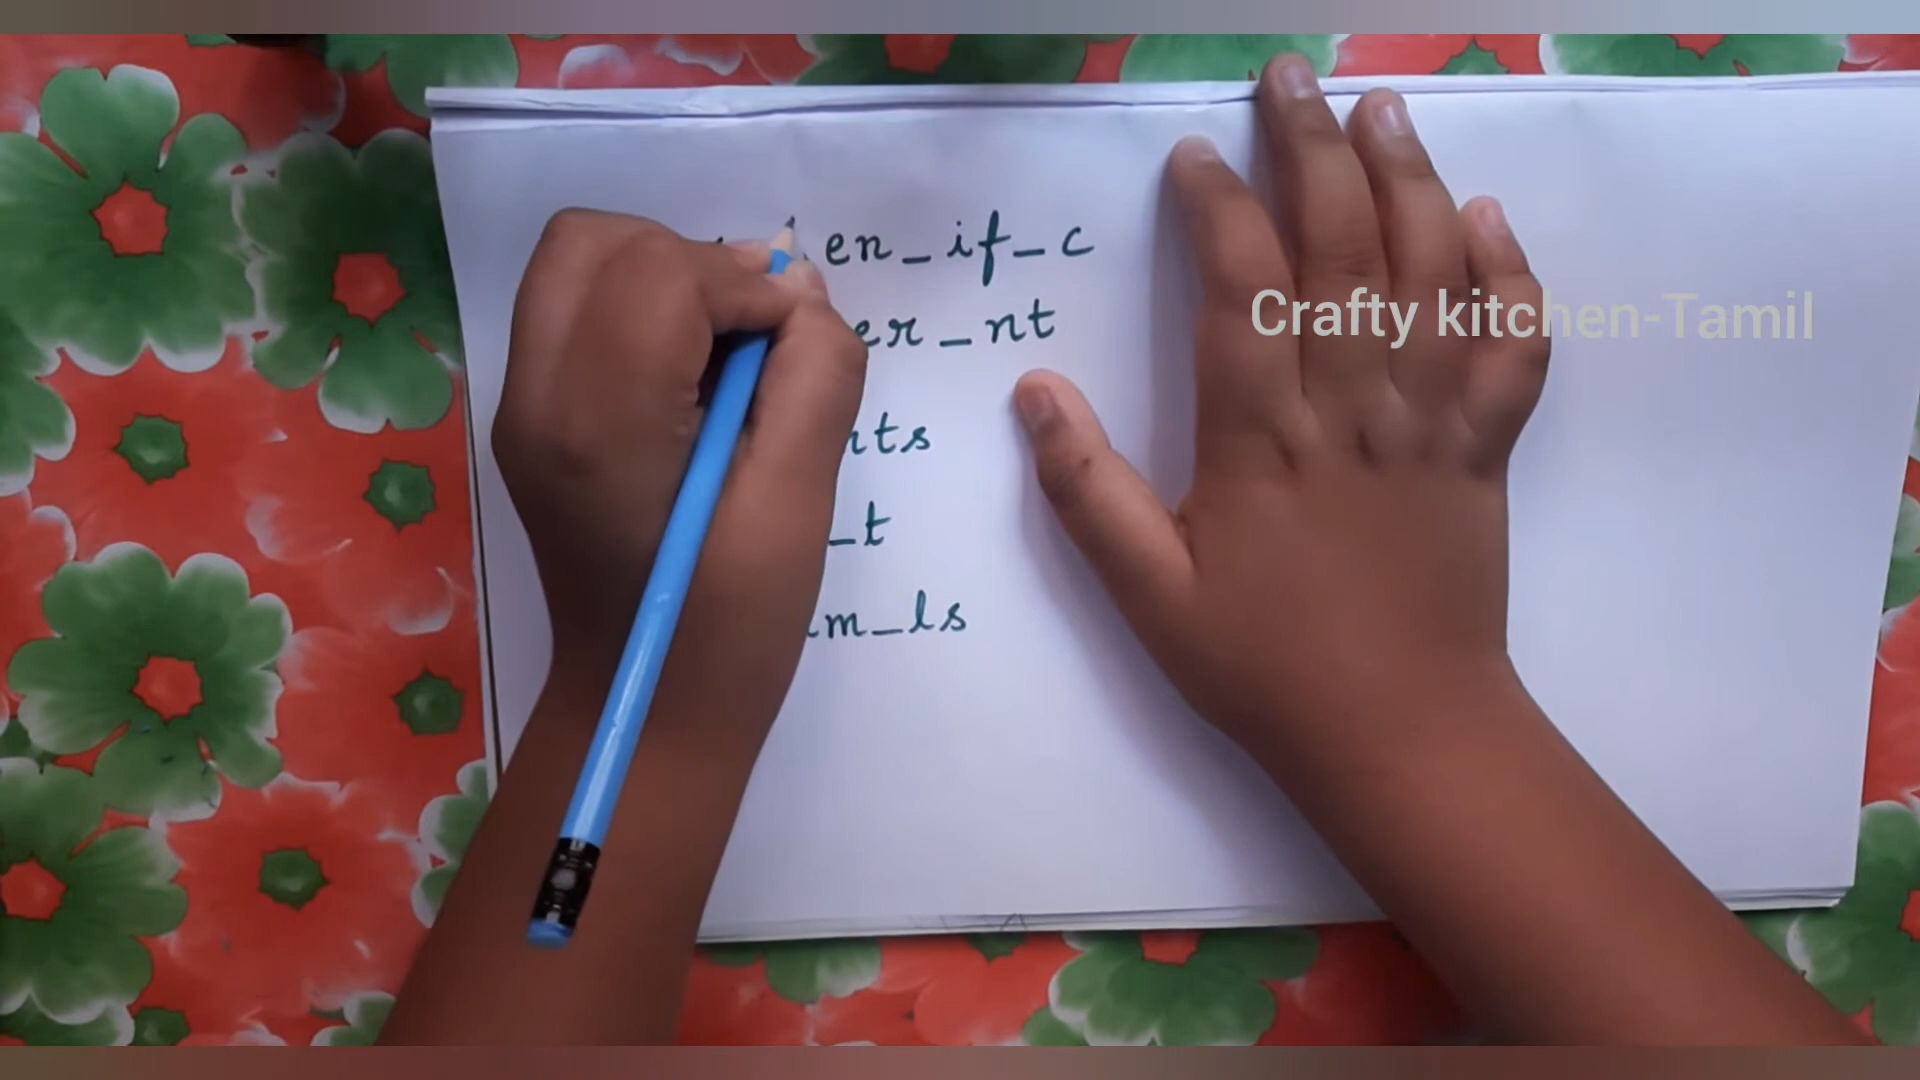 en_if_c
er_nt
nts
_t
m_ls
Crafty kitchen-Tamil